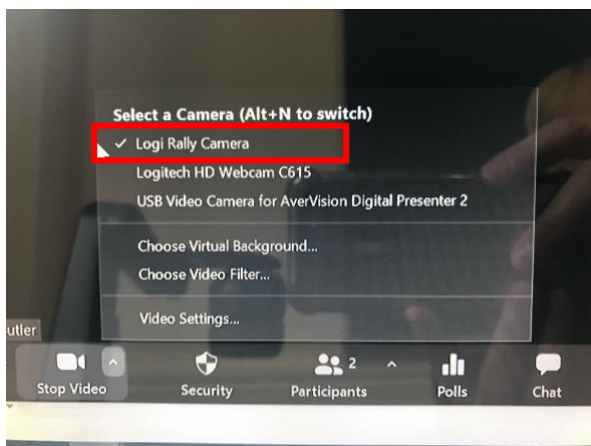 Select a Camera (Alt+N to switch)
Logi Rally Camera
Logitech HD Webcam C615
USB Video Camera for AverVision Digital Presenter 2
Choose Virtual Background...
Choose Video Filter...
Video Settings...
utler
2
Stop Video Security Participants Polls Chat